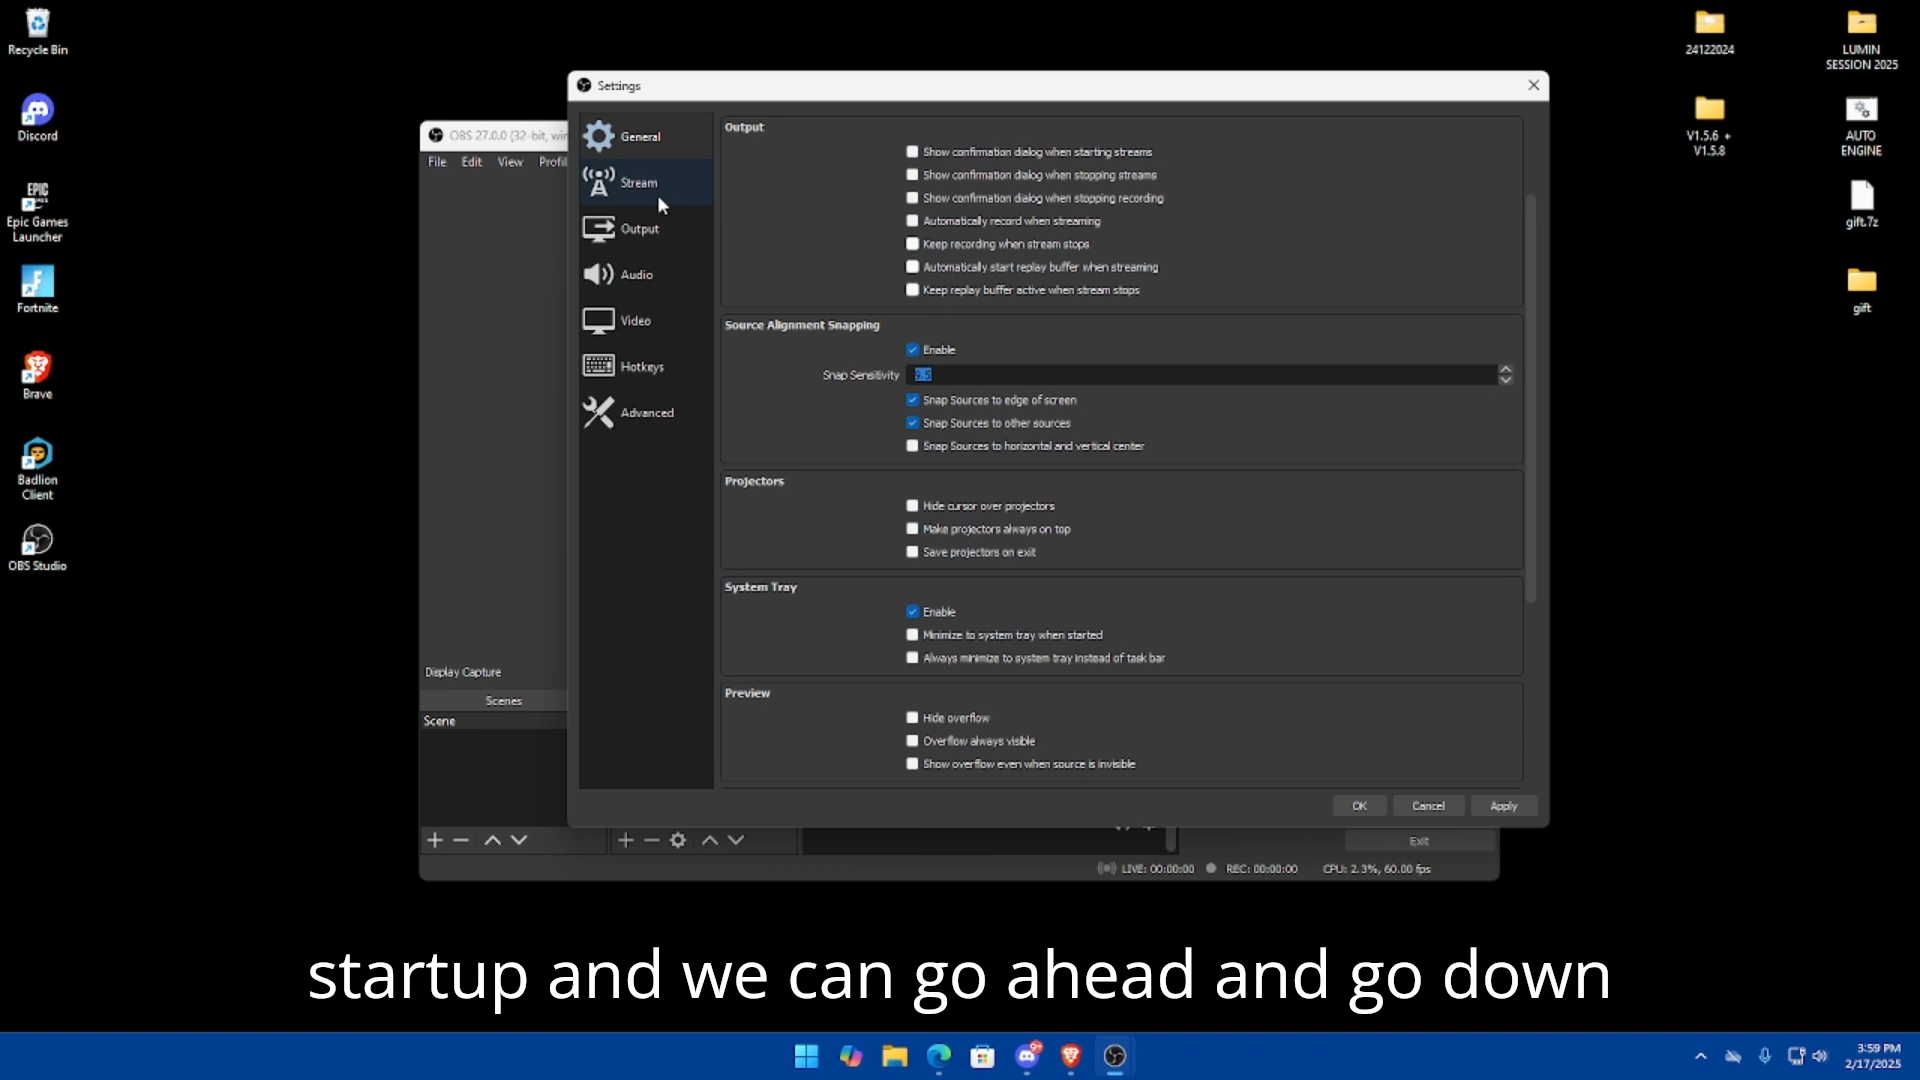 Recycle Bin
Discord
Epic Games
Launcher
Fortnite
Brave
Badlion
Client
OBS Studio
24122024
LUMIN
SESSION 2025
V1.5.6 +
V1.5.8
AUTO
ENGINE
gift.7z
gift
OBS 27.0.0 (32-bit, win
File Edit View Profil
Display Capture
Scenes
Scene
Settings
General
Stream
Output
Audio
Video
Hotkeys
Advanced
Output
Show confirmation dialog when starting streams
Show confirmation dialog when stopping streams
Show confirmation dialog when stopping recording
Automatically record when streaming
Keep recording when stream stops
Automatically start replay buffer when streaming
Keep replay buffer active when stream stops
Source Alignment Snapping
Enable
Snap Sensitivity
Snap Sources to edge of screen
Snap Sources to other sources
Snap Sources to horizontal and vertical center
Projectors
Hide cursor over projectors
Make projectors always on top
Save projectors on exit
System Tray
Enable
Minimize to system tray when started
Always minimize to system tray instead of task bar
Preview
Hide overflow
Overflow always visible
Show overflow even when source is invisible
OK Cancel Apply
Exit
LIVE: 00:00:00 REC: 00:00:00 CPU: 2.3%, 60.00 fps
startup and we can go ahead and go down
3:59 PM
2/17/2025